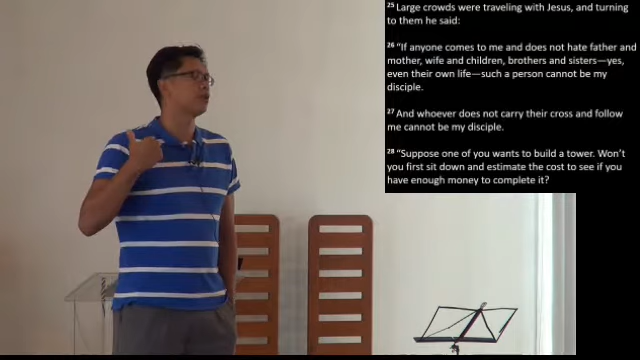 25 Large crowds were traveling with Jesus, and turning
to them he said:
26 “If anyone comes to me and does not hate father and
mother, wife and children, brothers and sisters—yes,
even their own life—such a person cannot be my
disciple.
27 And whoever does not carry their cross and follow
me cannot be my disciple.
28 “Suppose one of you wants to build a tower. Won’t
you first sit down and estimate the cost to see if you
have enough money to complete it?